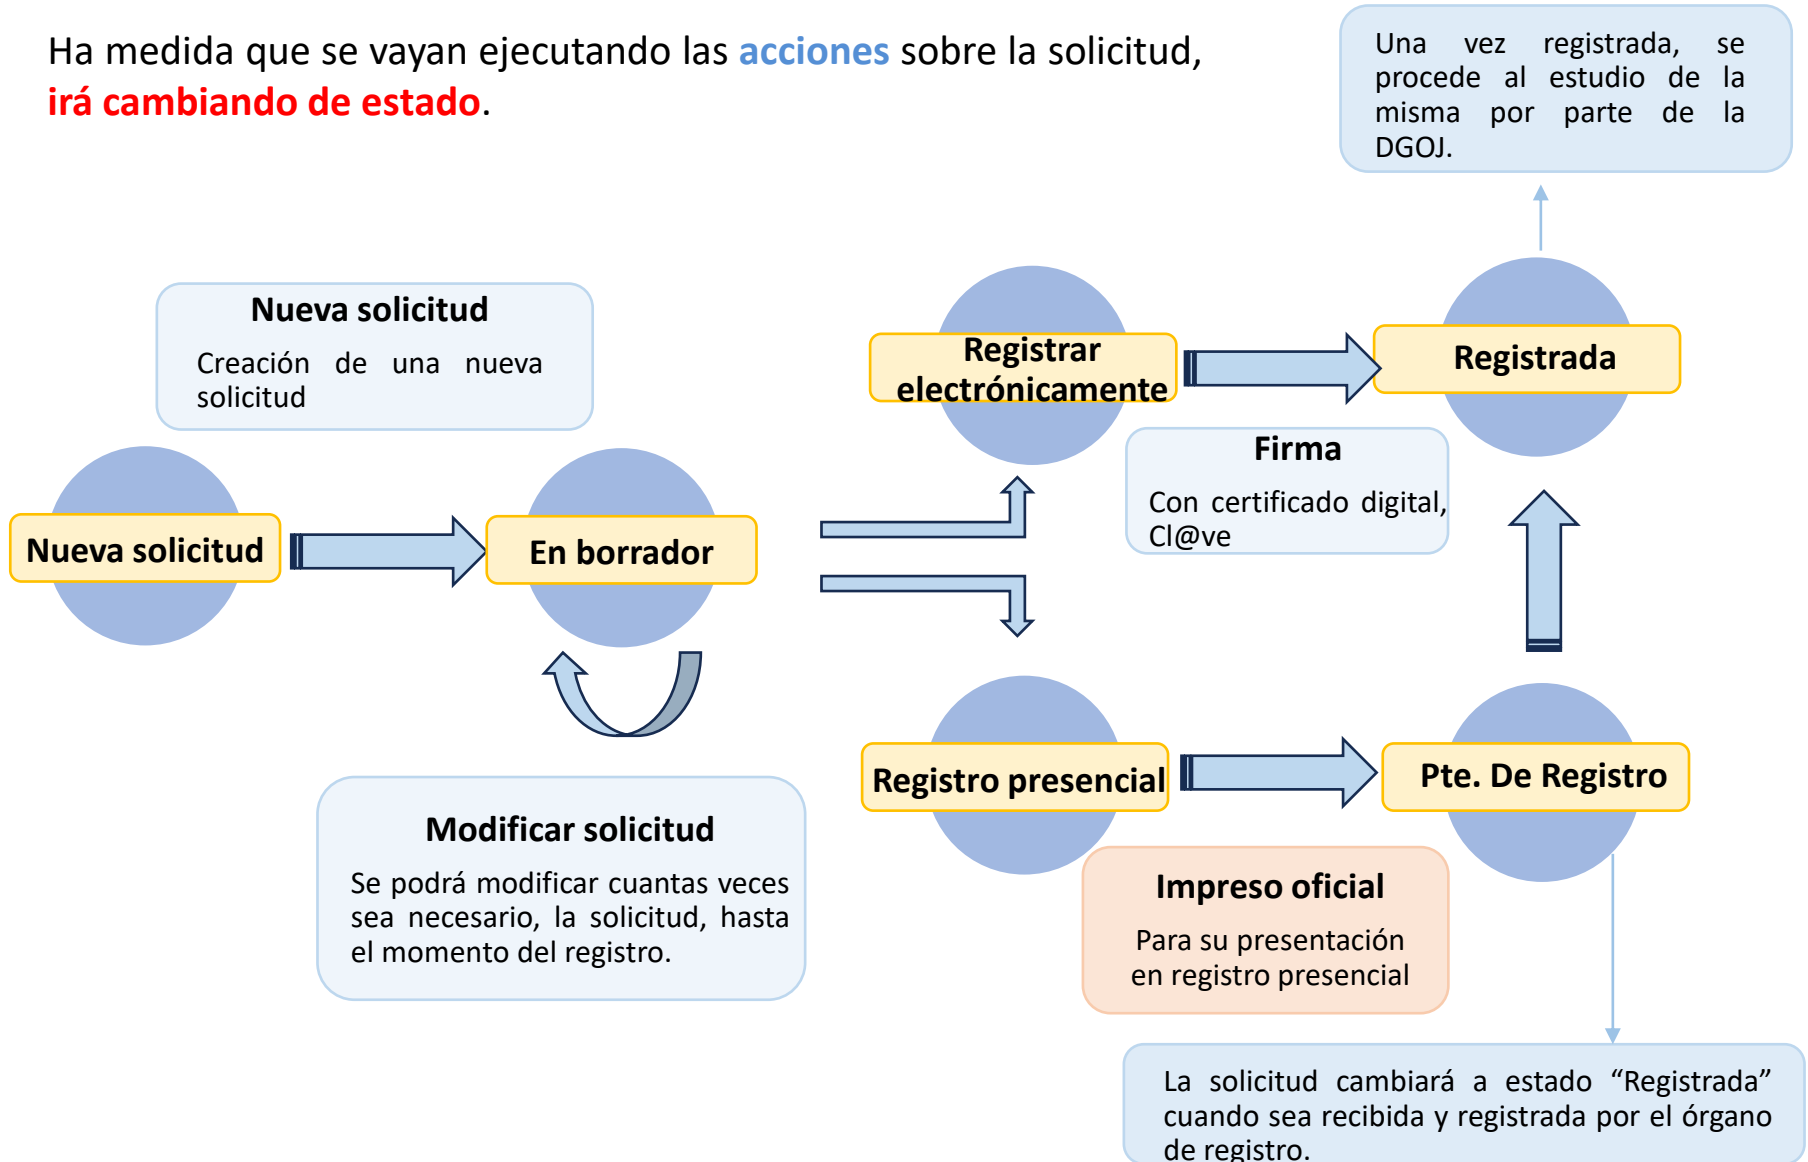 Ha medida que se vayan ejecutando las acciones sobre la solicitud,
irá cambiando de estado.
Una vez registrada, se
procede al estudio de la
misma por parte de la
DGOJ.
Nueva solicitud
Creación de una nueva
solicitud
Registrar
electrónicamente
Registrada
Firma
Con certificado digital,
Cl@ve
Nueva solicitud
En borrador
Modificar solicitud
Se podrá modificar cuantas veces
sea necesario, la solicitud, hasta
el momento del registro.
Registro presencial
Pte. De Registro
Impreso oficial
Para su presentación
en registro presencial
La solicitud cambiará a estado “Registrada”
cuando sea recibida y registrada por el órgano
de registro.